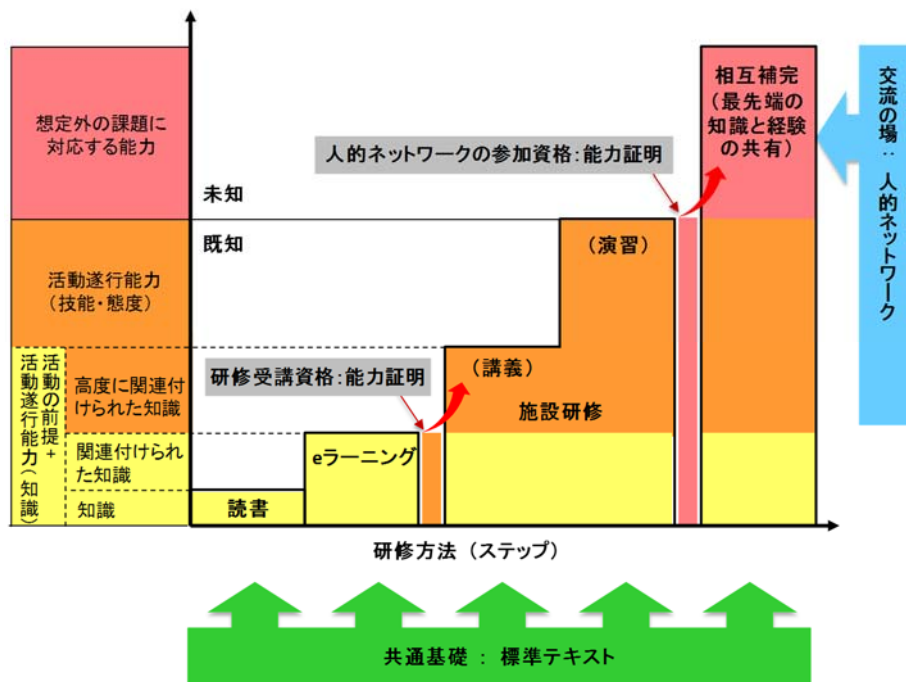 想定外の課題に
対応する能力
活動遂行能力
（技能・態度）
活動の前提＋
活動遂行能力（知識）
高度に関連付
けられた知識
関連付けられ
た知識
知識
未知
既知
人的ネットワークの参加資格：能力証明
研修受講資格：能力証明
読書
eラーニング
（講義）
（演習）
施設研修
相互補完
（最先端の
知識と経験
の共有）
交流の場： 人的ネットワーク
研修方法（ステップ）
共通基礎 ： 標準テキスト